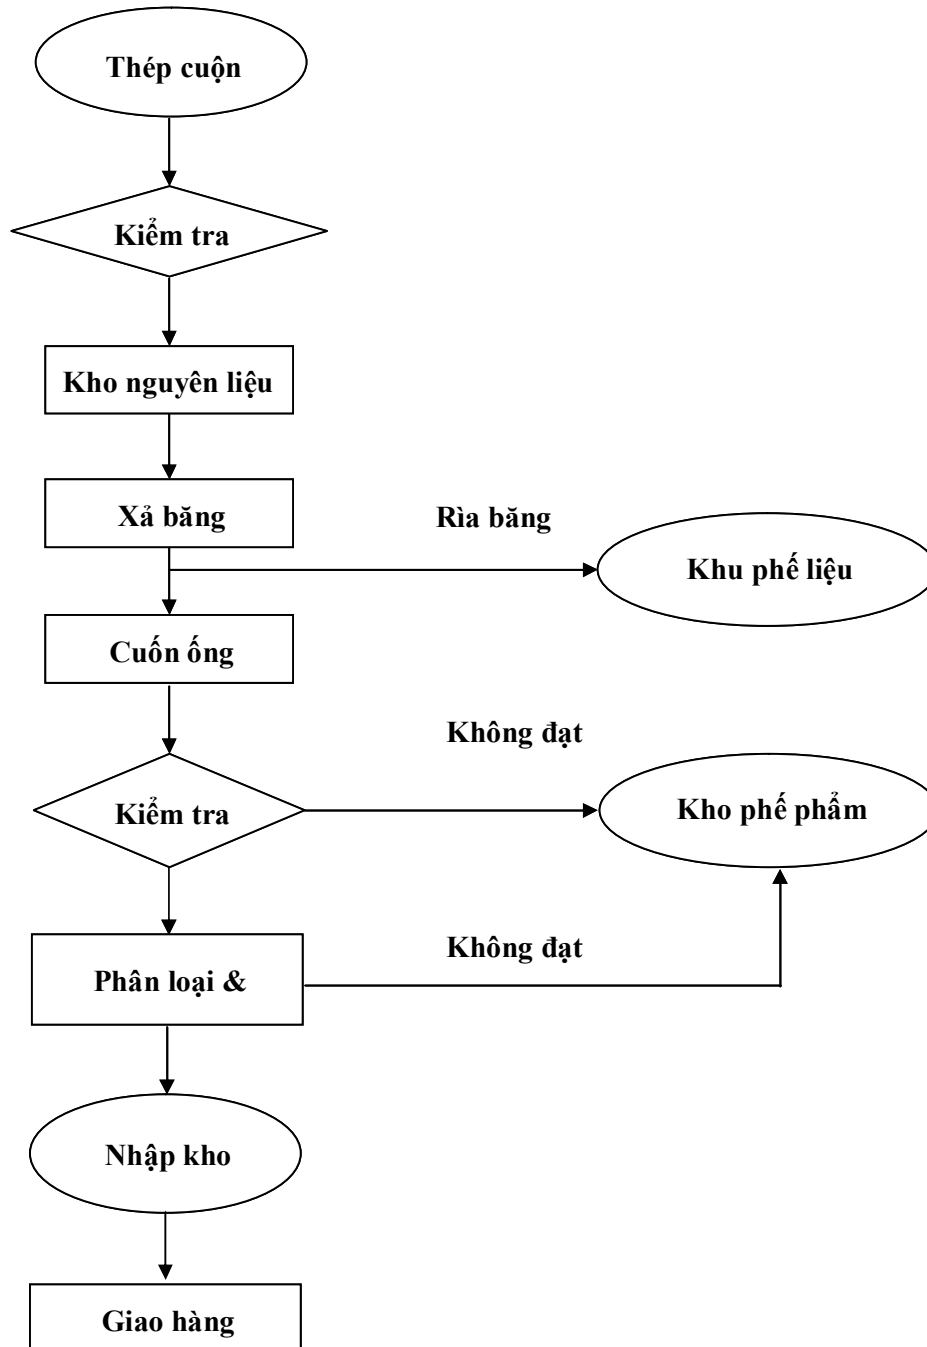 Thép cuộn
Kiểm tra
Kho nguyên liệu
Xả băng
Rìa băng
Khu phế liệu
Cuốn ống
Không đạt
Kiểm tra
Kho phế phẩm
Không đạt
Phân loại &
Nhập kho
Giao hàng